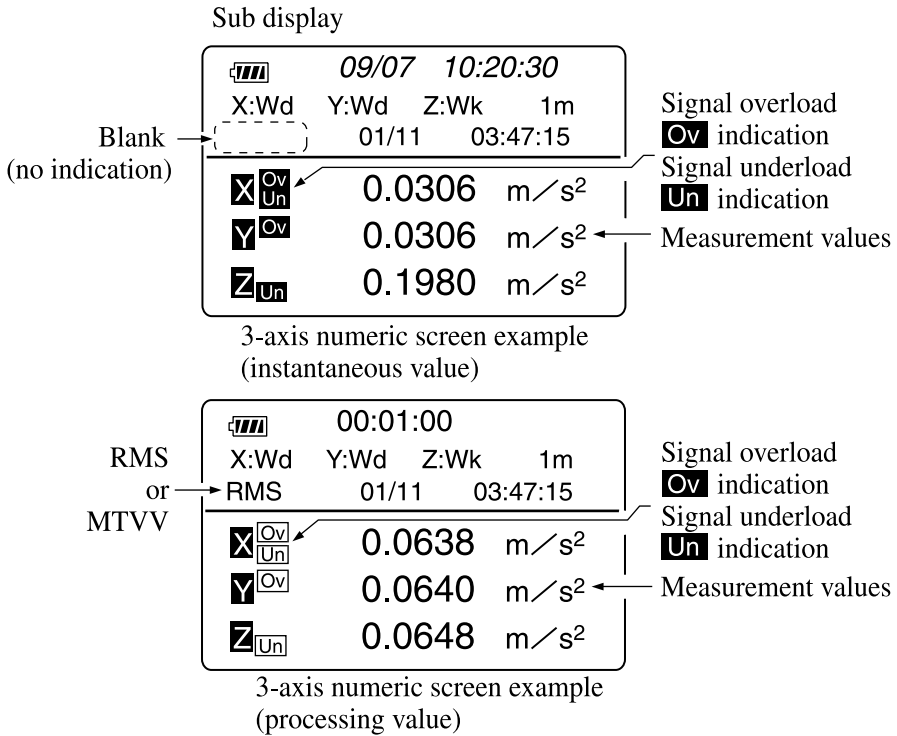 Sub display
09/07 10:20:30
X:Wd Y:Wd Z:Wk 1m
01/11 03:47:15
Blank
(no indication)
X Ov Un 0.0306 m/s²
Y Ov 0.0306 m/s²
Z Un 0.1980 m/s²
Signal overload
Ov indication
Signal underload
Un indication
Measurement values
3-axis numeric screen example
(instantaneous value)
00:01:00
X:Wd Y:Wd Z:Wk 1m
RMS 01/11 03:47:15
RMS
or
MTVV
X Ov Un 0.0638 m/s²
Y Ov 0.0640 m/s²
Z Un 0.0648 m/s²
Signal overload
Ov indication
Signal underload
Un indication
Measurement values
3-axis numeric screen example
(processing value)